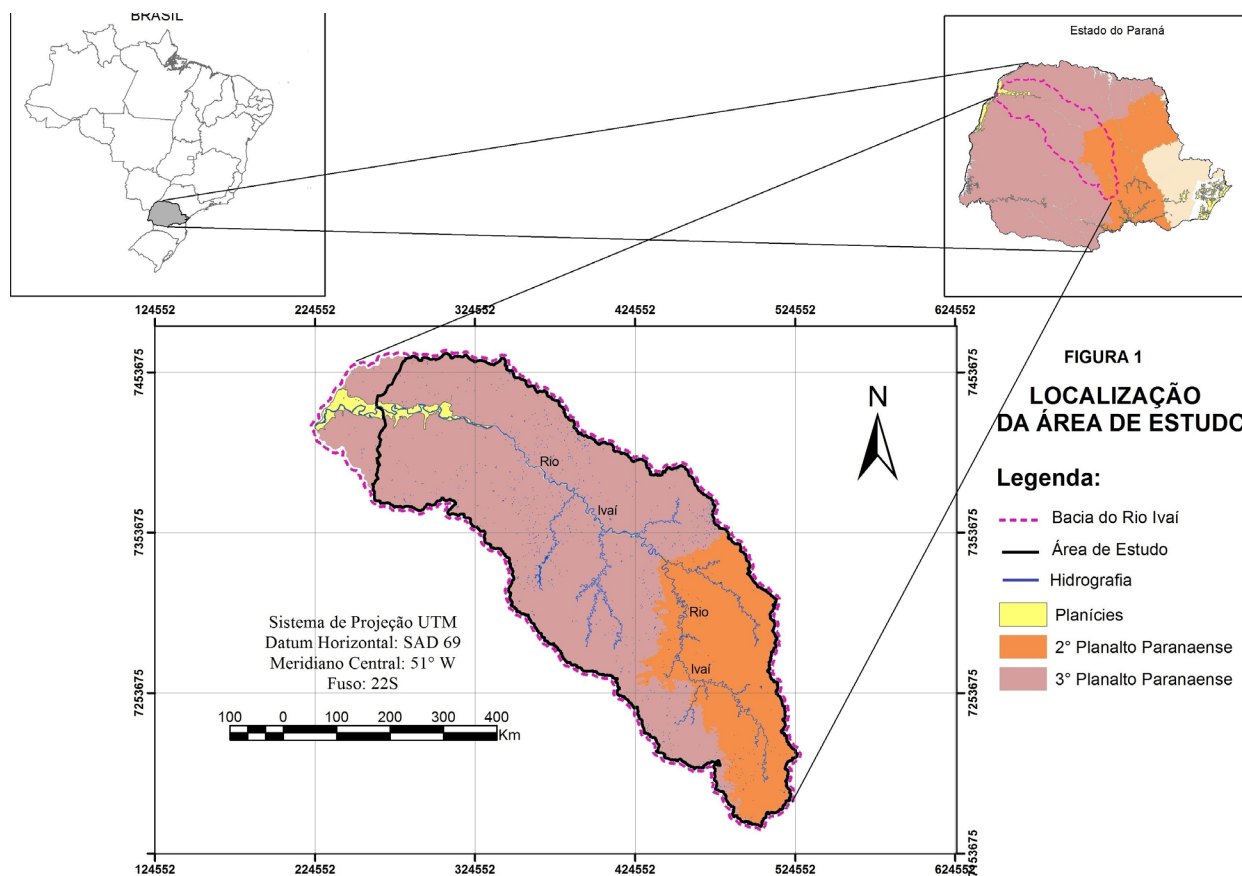 BRASIL
Estado do Paraná
124552
224552
324552
424552
524552
624552
7453675
7453675
FIGURA 1
LOCALIZAÇÃO
DA ÁREA DE ESTUDO
N
Legenda:
Bacia do Rio Ivaí
Área de Estudo
Hidrografia
Planícies
2° Planalto Paranaense
3° Planalto Paranaense
Rio
Ivaí
7353675
7353675
Rio
Ivaí
Sistema de Projeção UTM
Datum Horizontal: SAD 69
Meridiano Central: 51° W
Fuso: 22S
7253675
7253675
100 0 100 200 300 400
Km
7153675
7153675
124552
224552
324552
424552
524552
624552